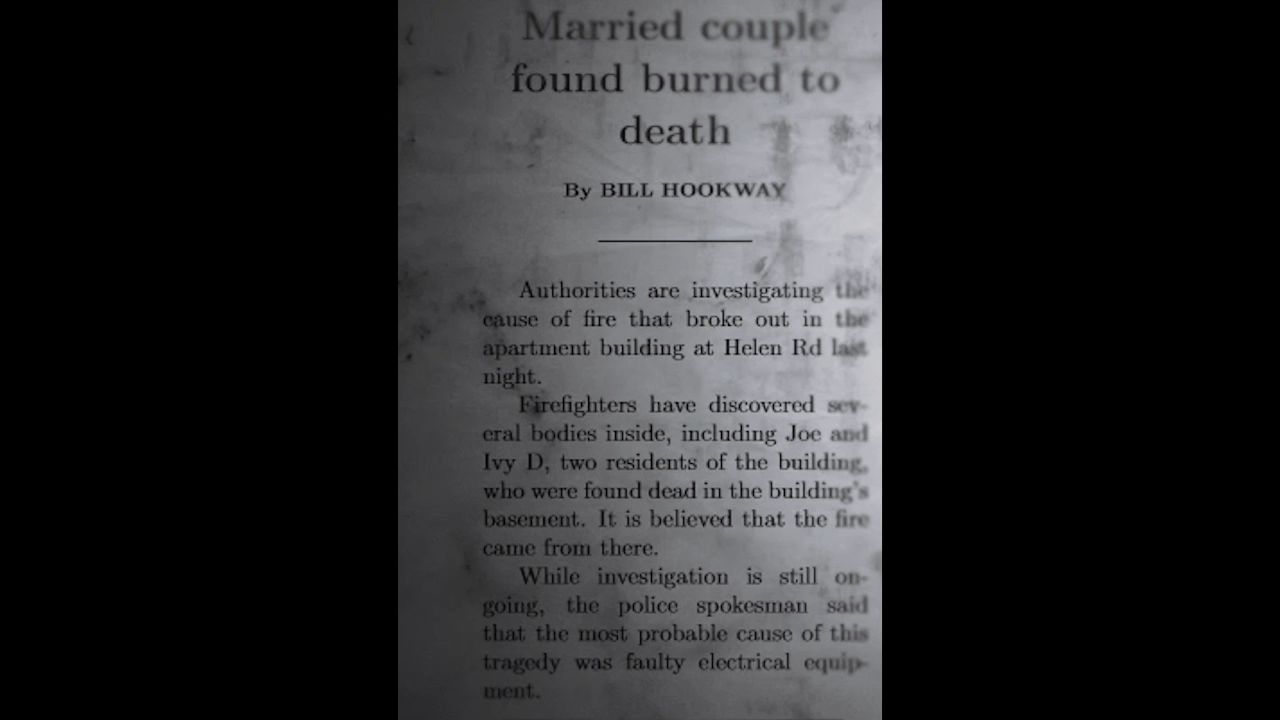 Married couple
found burned to
death
By BILL HOOKWAY
Authorities are investigating the
cause of fire that broke out in the
apartment building at Helen Rd last
night.
Firefighters have discovered sev-
eral bodies inside, including Joe and
Ivy D, two residents of the building,
who were found dead in the building's
basement. It is believed that the fire
came from there.
While investigation is still on-
going, the police spokesman said
that the most probable cause of this
tragedy was faulty electrical equip-
ment.